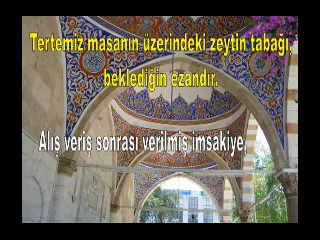 Tertemiz masanın üzerindeki zeytin tabağı,
beklediğin ezandır.
Alış veriş sonrası verilmiş imsakiye,